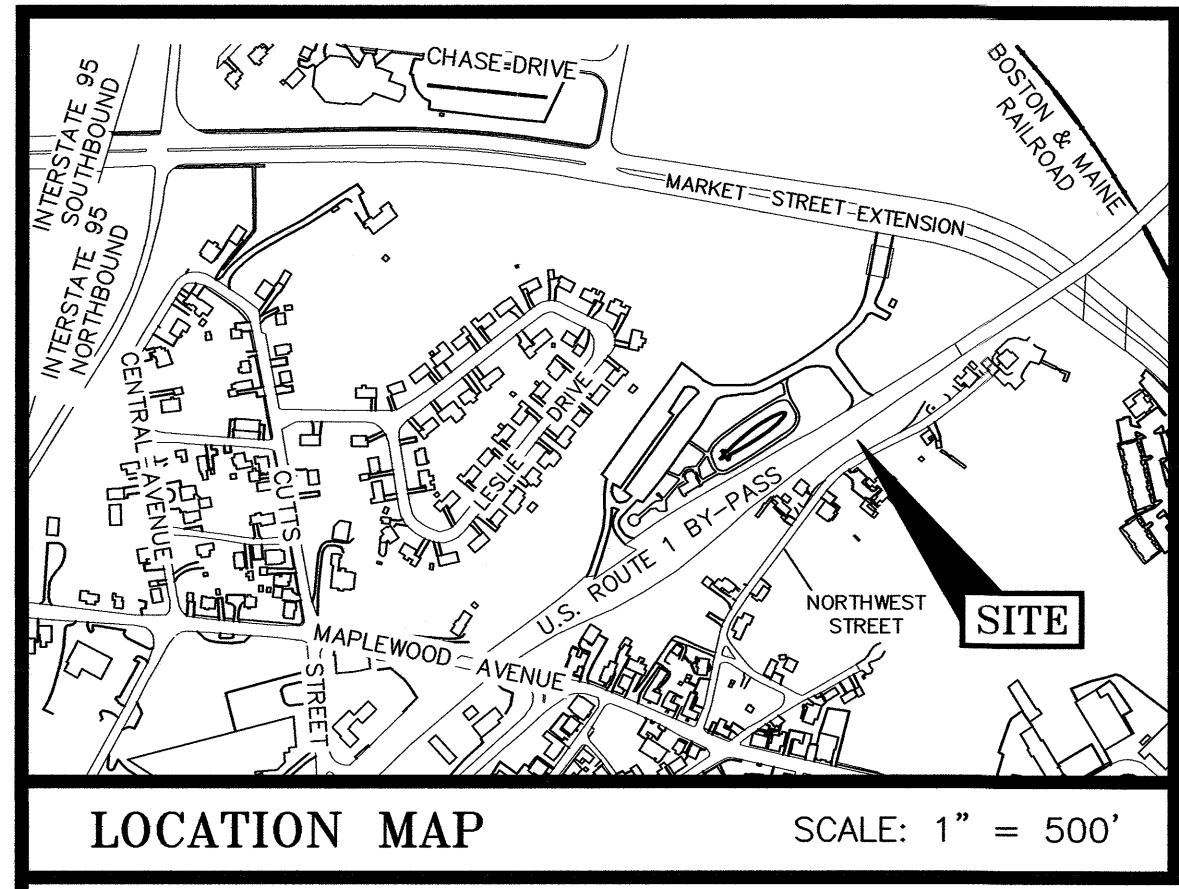 CHASE DRIVE
INTERSTATE 95
SOUTHBOUND
INTERSTATE 95
NORTHBOUND
BOSTON & MAINE
RAILROAD
MARKET STREET EXTENSION
CENTRAL AVENUE
CUTTS STREET
LESLIE DRIVE
U.S. ROUTE 1 BY-PASS
NORTHWEST
STREET
SITE
MAPLEWOOD AVENUE
LOCATION MAP
SCALE: 1" = 500'